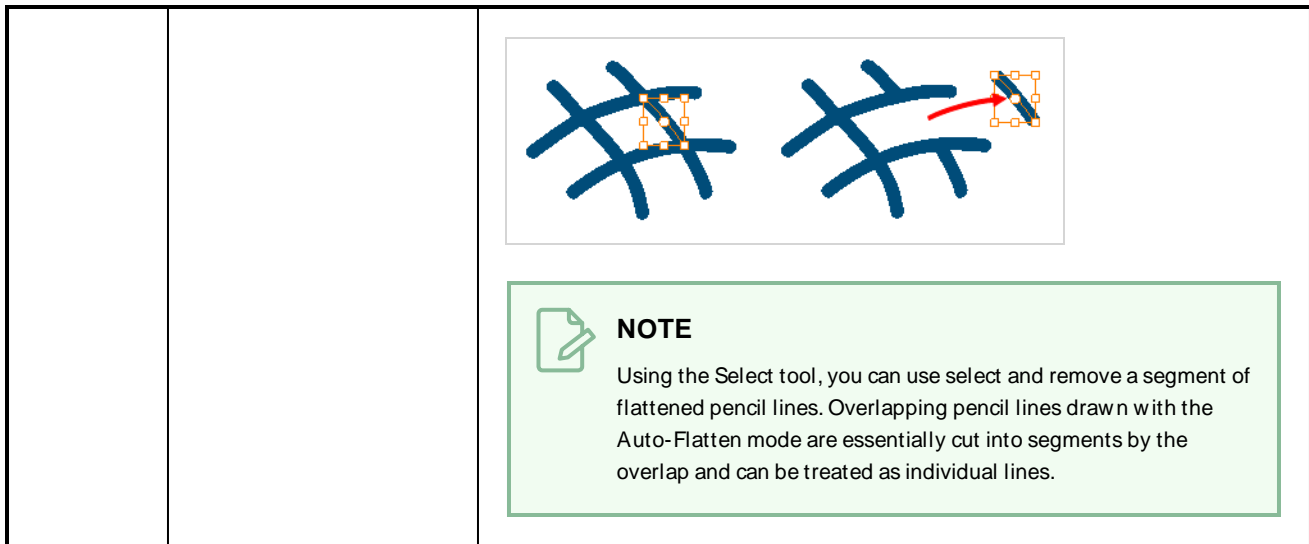 NOTE
Using the Select tool, you can use select and remove a segment of
flattened pencil lines. Overlapping pencil lines drawn with the
Auto-Flatten mode are essentially cut into segments by the
overlap and can be treated as individual lines.